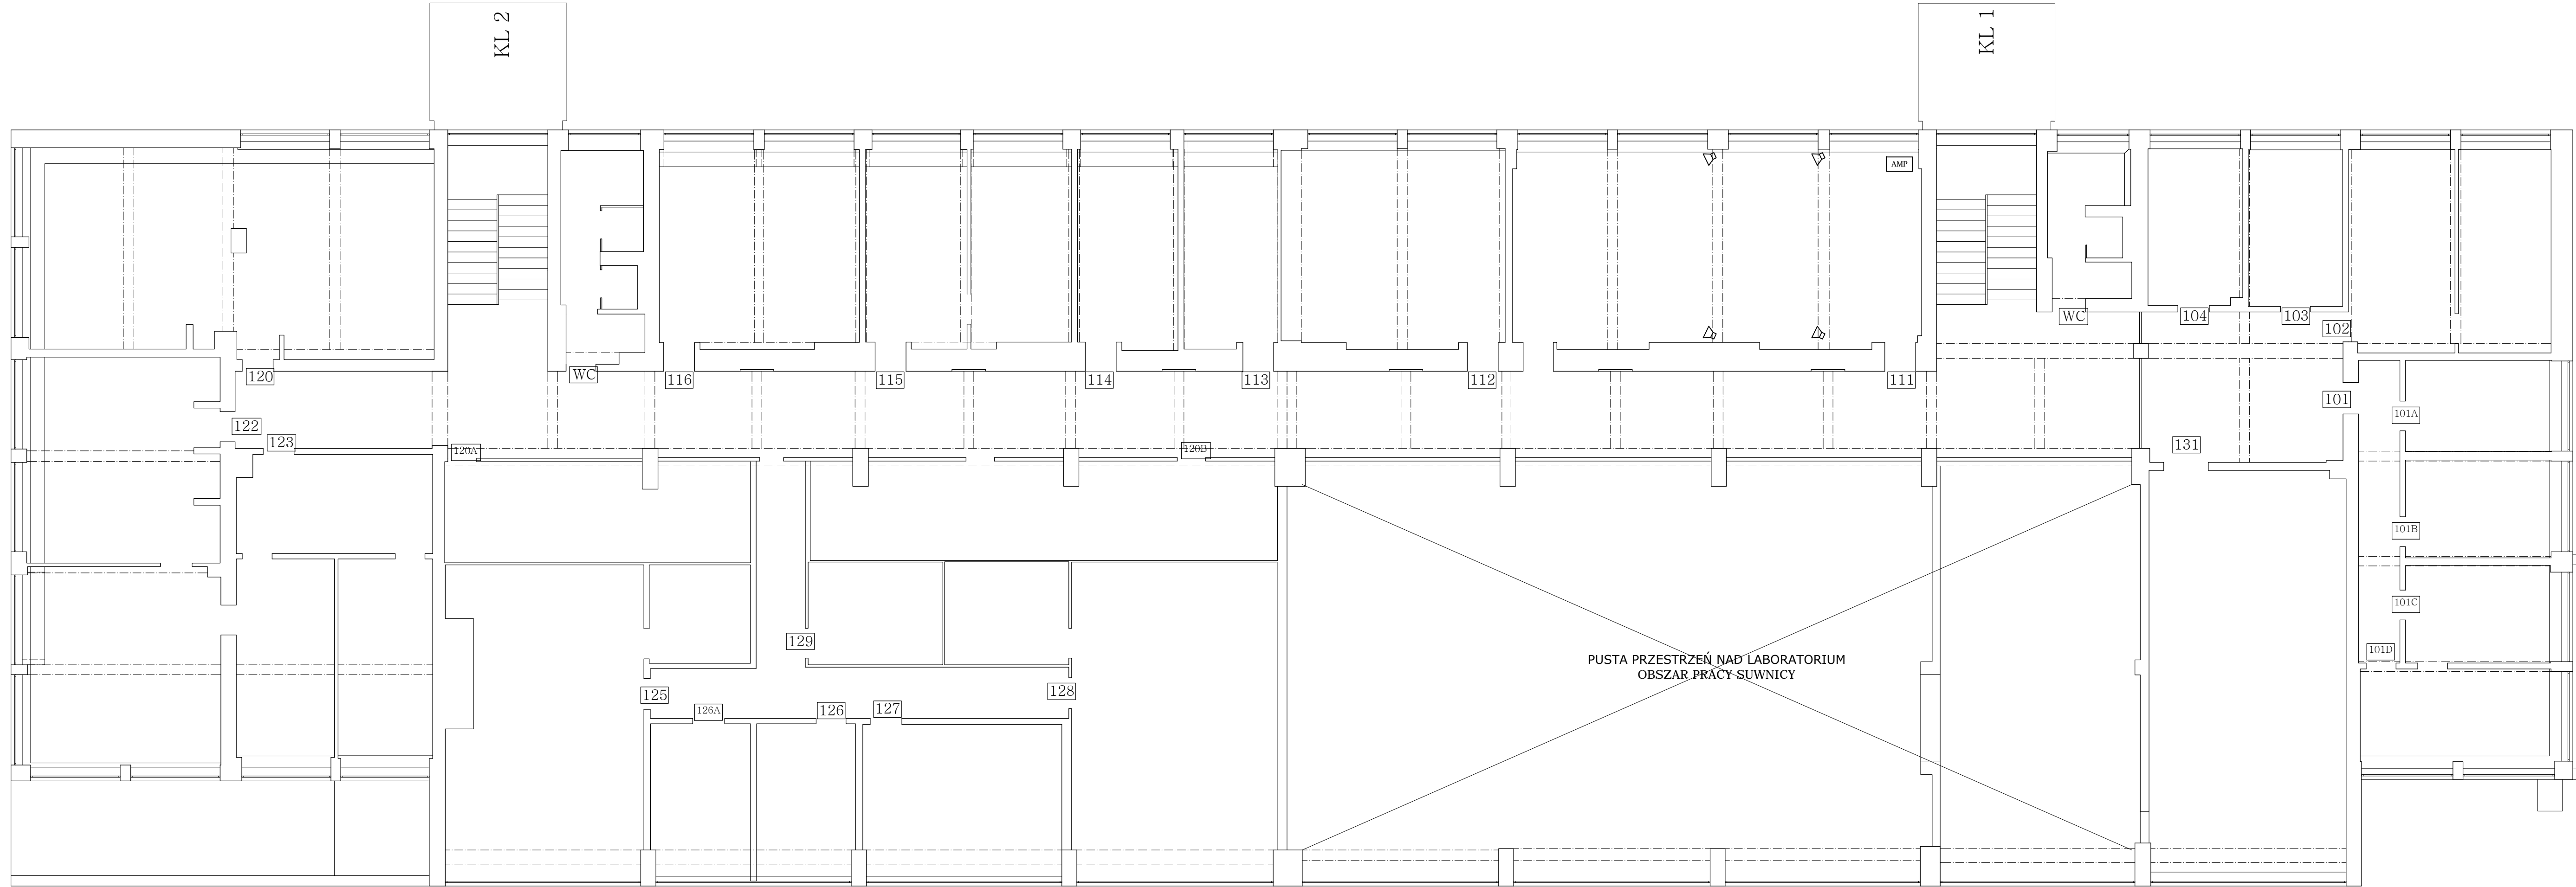 KL 2
KL 1
AMP
WC
104
103
102
120
WC
116
115
114
113
112
111
101
101A
122
123
120A
120B
131
101B
101C
129
101D
PUSTA PRZESTRZEŃ NAD LABORATORIUM
OBSZAR PRACY SUWNICY
125
128
126A
126
127